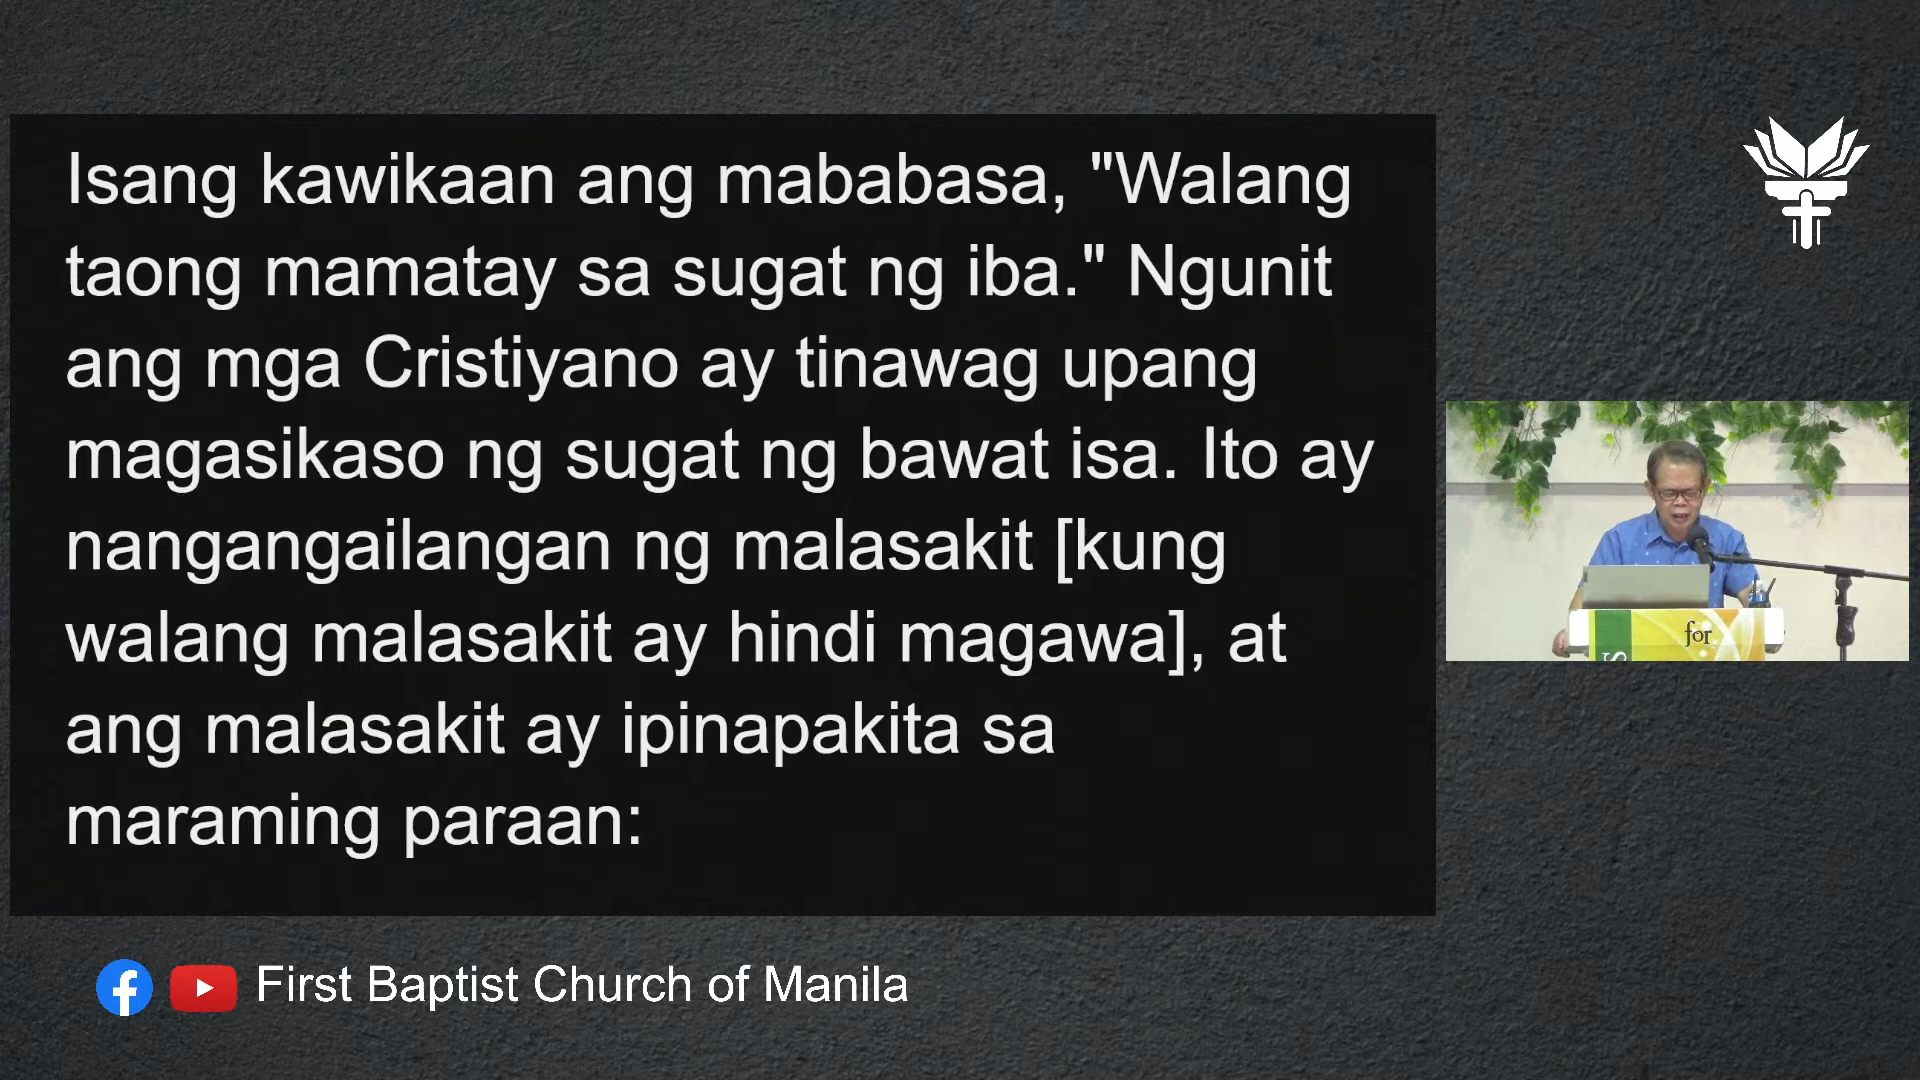 Isang kawikaan ang mababasa, "Walang
taong mamatay sa sugat ng iba." Ngunit
ang mga Cristiyano ay tinawag upang
magasikaso ng sugat ng bawat isa. Ito ay
nangangailangan ng malasakit [kung
walang malasakit ay hindi magawa], at
ang malasakit ay ipinapakita sa
maraming paraan:
for
S
First Baptist Church of Manila